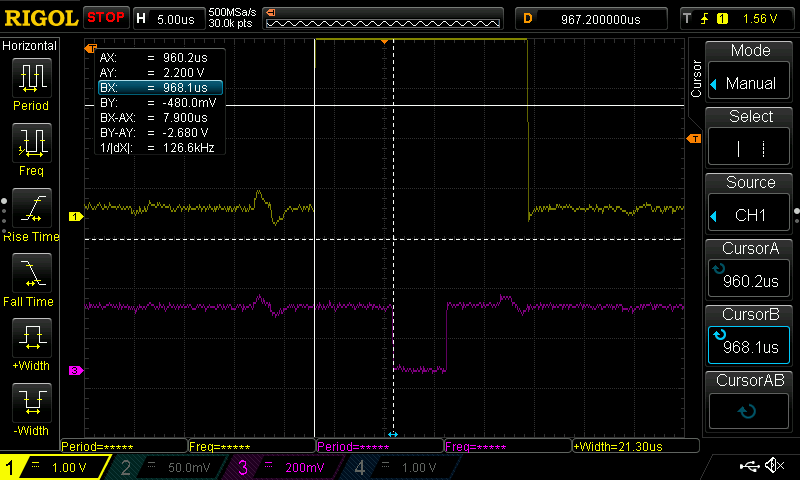 RIGOL STOP H 5.00us 500MSa/s 30.0k pts D 967.200000us T 1 1.56 V
Horizontal
Period
Freq
Rise Time
Fall Time
+Width
-Width
T
AX: = 960.2us
AY: = 2.200 V
BX: = 968.1us
BY: = -480.0mV
BX-AX: = 7.900us
BY-AY: = -2.680 V
1/|dX|: = 126.6kHz
1
3
T
Cursor
Mode
Manual
Select
Source
CH1
CursorA
960.2us
CursorB
968.1us
CursorAB
Period=***** Freq=***** Period=***** Freq=***** +Width=21.30us
1 1.00 V 2 50.0mV 3 200mV 4 1.00 V